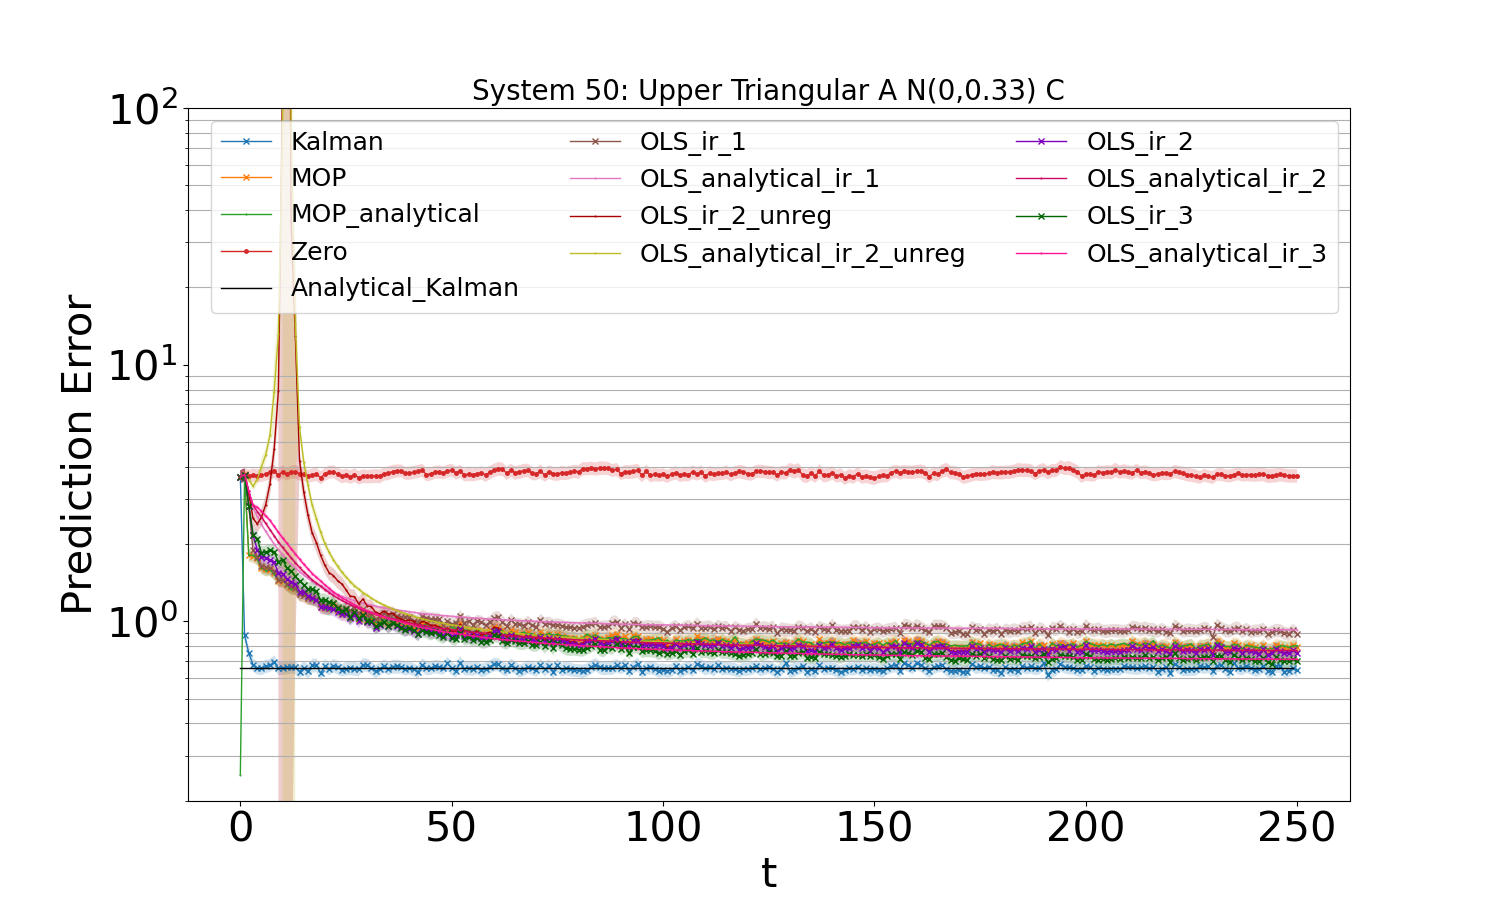 System 50: Upper Triangular A N(0,0.33) C
Prediction Error
10²
10¹
10⁰
Kalman
MOP
MOP_analytical
Zero
Analytical_Kalman
OLS_ir_1
OLS_analytical_ir_1
OLS_ir_2_unreg
OLS_analytical_ir_2_unreg
OLS_ir_2
OLS_analytical_ir_2
OLS_ir_3
OLS_analytical_ir_3
0 50 100 150 200 250
t